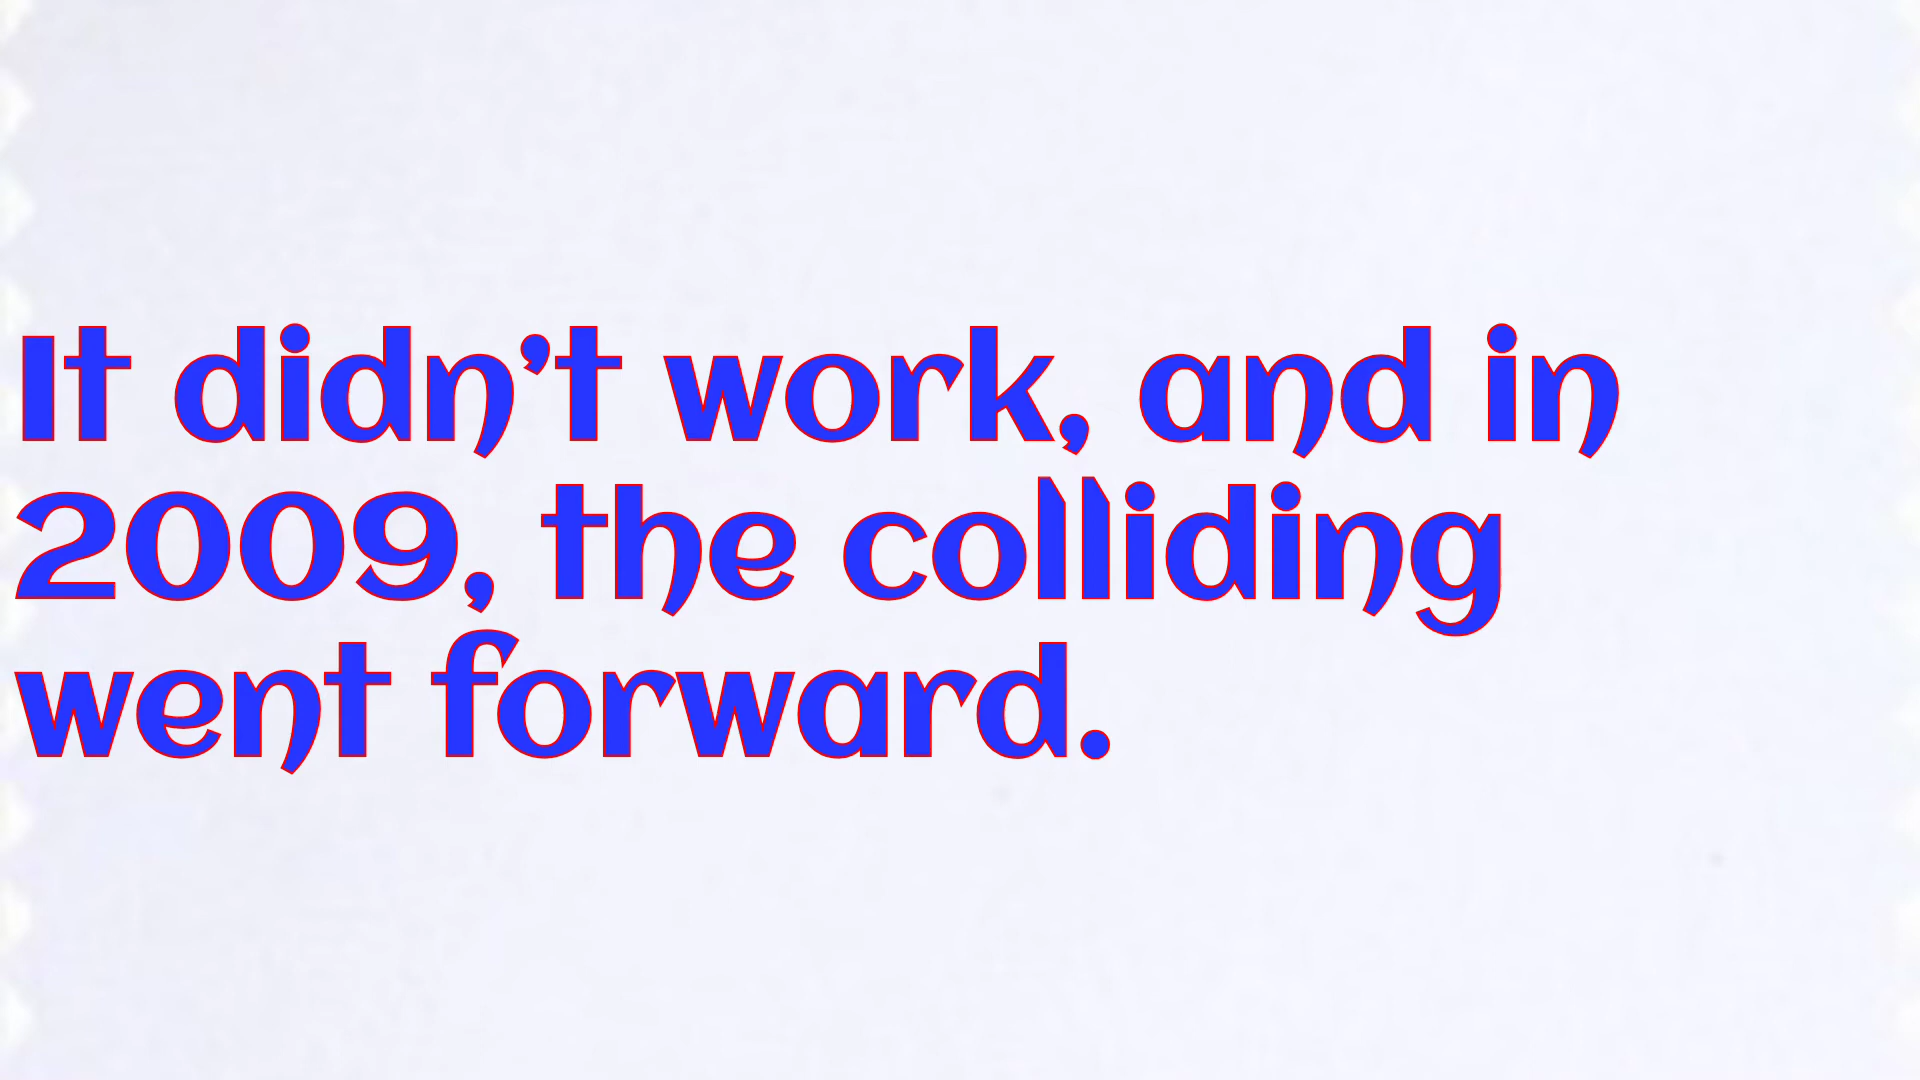 It didn’t work, and in
2009, the colliding
went forward.